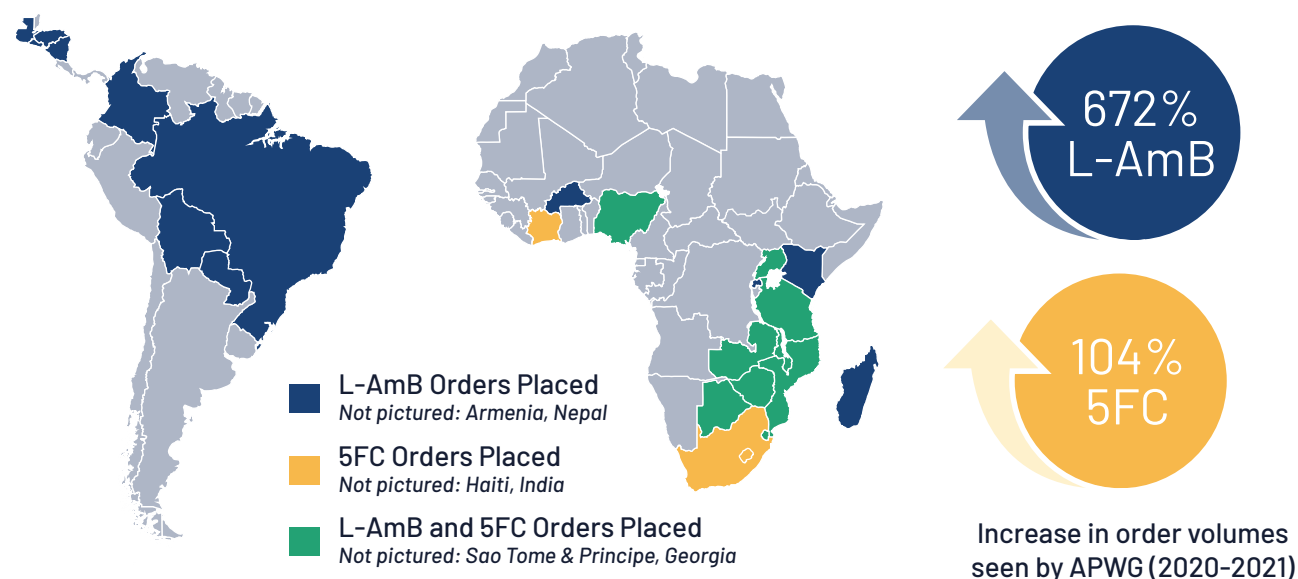 672%
L-AmB
104%
5FC
L-AmB Orders Placed
Not pictured: Armenia, Nepal
5FC Orders Placed
Not pictured: Haiti, India
L-AmB and 5FC Orders Placed
Not pictured: Sao Tome & Principe, Georgia
Increase in order volumes
seen by APWG (2020-2021)